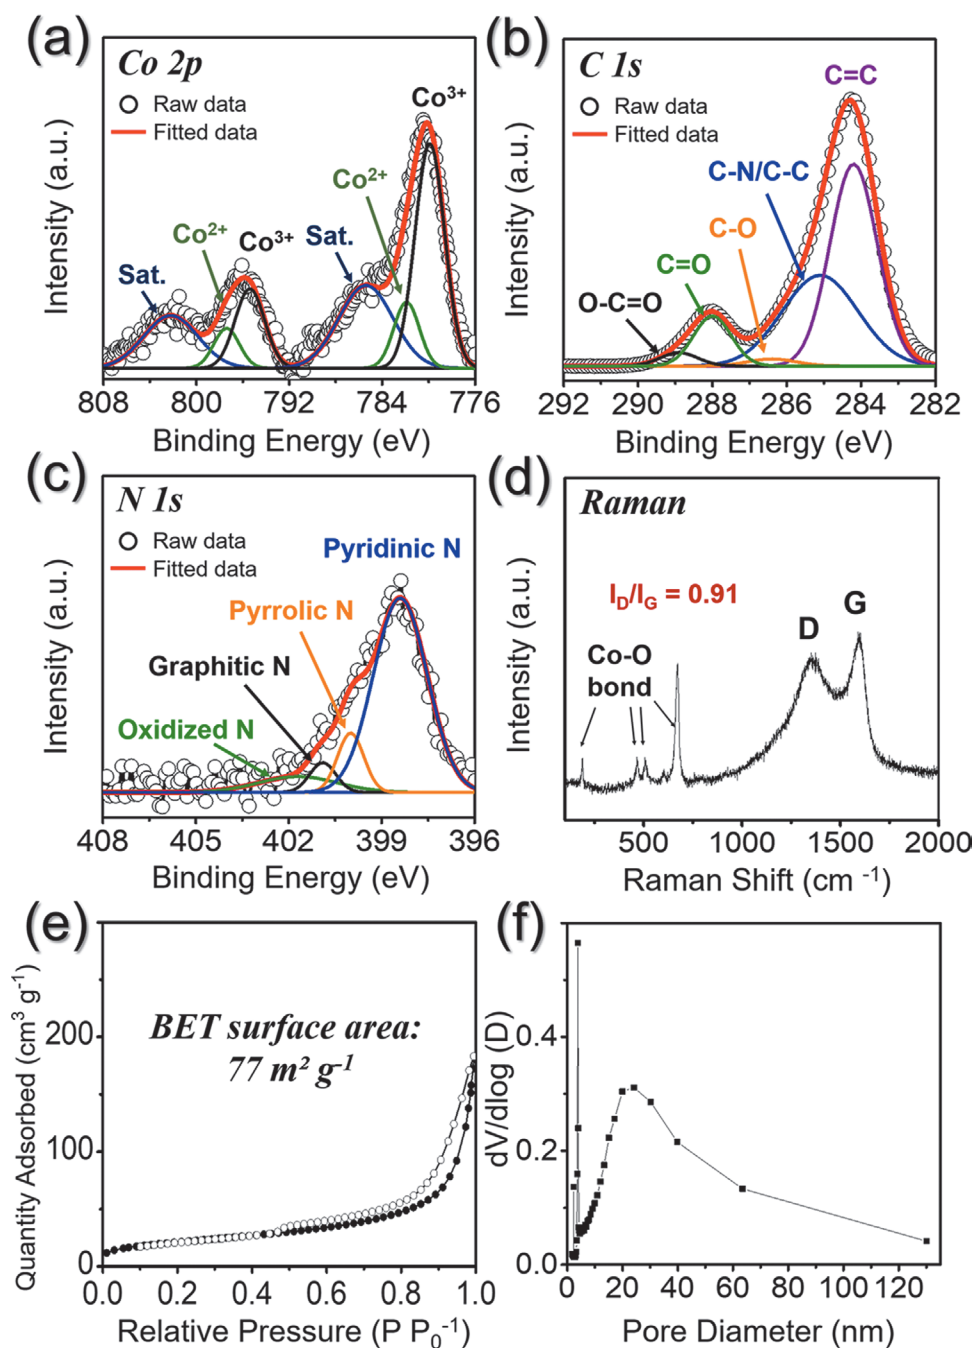 (a)
Co 2p
Raw data
Fitted data
Co³⁺
Co²⁺
Sat.
Co³⁺
Co²⁺
Sat.
Intensity (a.u.)
808 800 792 784 776
Binding Energy (eV)
(b)
C 1s
Raw data
Fitted data
C=C
C-N/C-C
C-O
C=O
O-C=O
Intensity (a.u.)
292 290 288 286 284 282
Binding Energy (eV)
(c)
N 1s
Raw data
Fitted data
Pyridinic N
Pyrrolic N
Graphitic N
Oxidized N
Intensity (a.u.)
408 405 402 399 396
Binding Energy (eV)
(d)
Raman
I_D/I_G = 0.91
D
G
Co-O
bond
Intensity (a.u.)
500 1000 1500 2000
Raman Shift (cm ⁻¹)
(e)
BET surface area:
77 m² g⁻¹
Quantity Adsorbed (cm³ g⁻¹)
200
100
0
0.0 0.2 0.4 0.6 0.8 1.0
Relative Pressure (P P₀⁻¹)
(f)
dV/dlog (D)
0.4
0.2
0.0
0 20 40 60 80 100 120
Pore Diameter (nm)